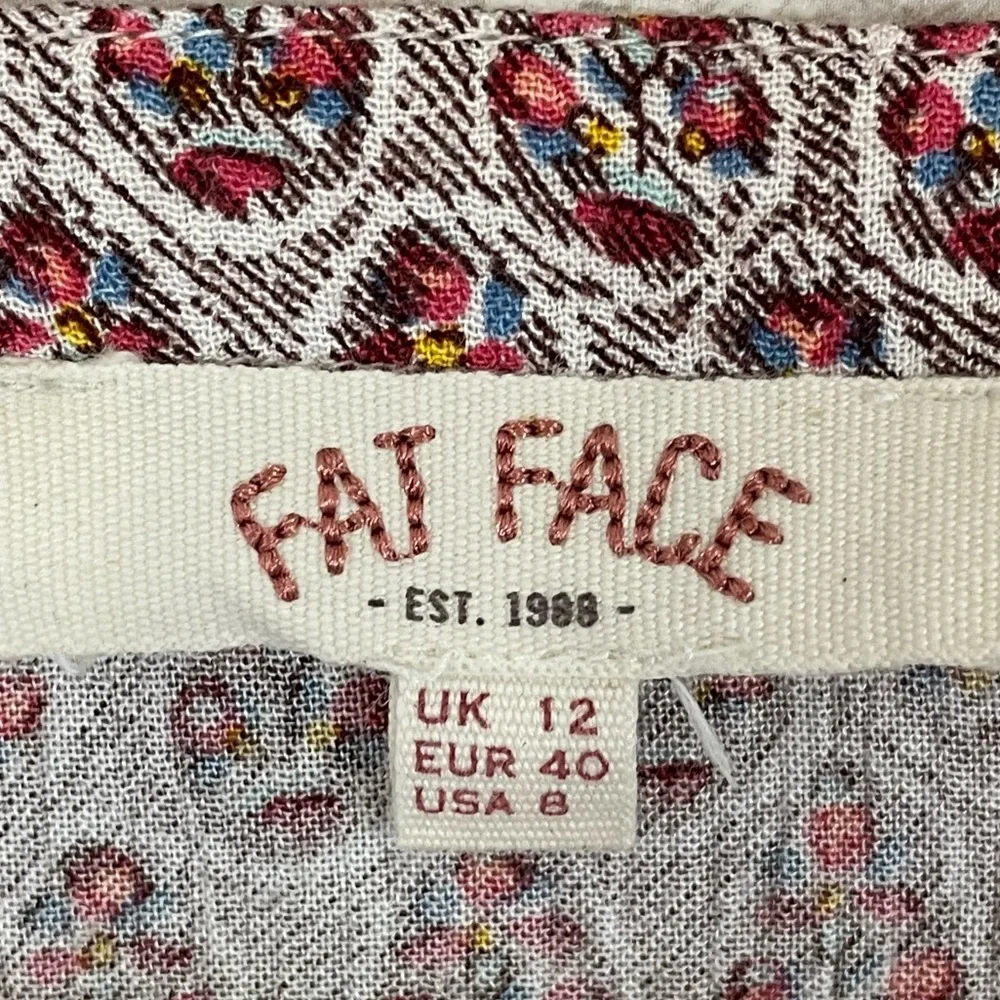 FAT FACE
- EST. 1988 -
UK 12
EUR 40
USA 8